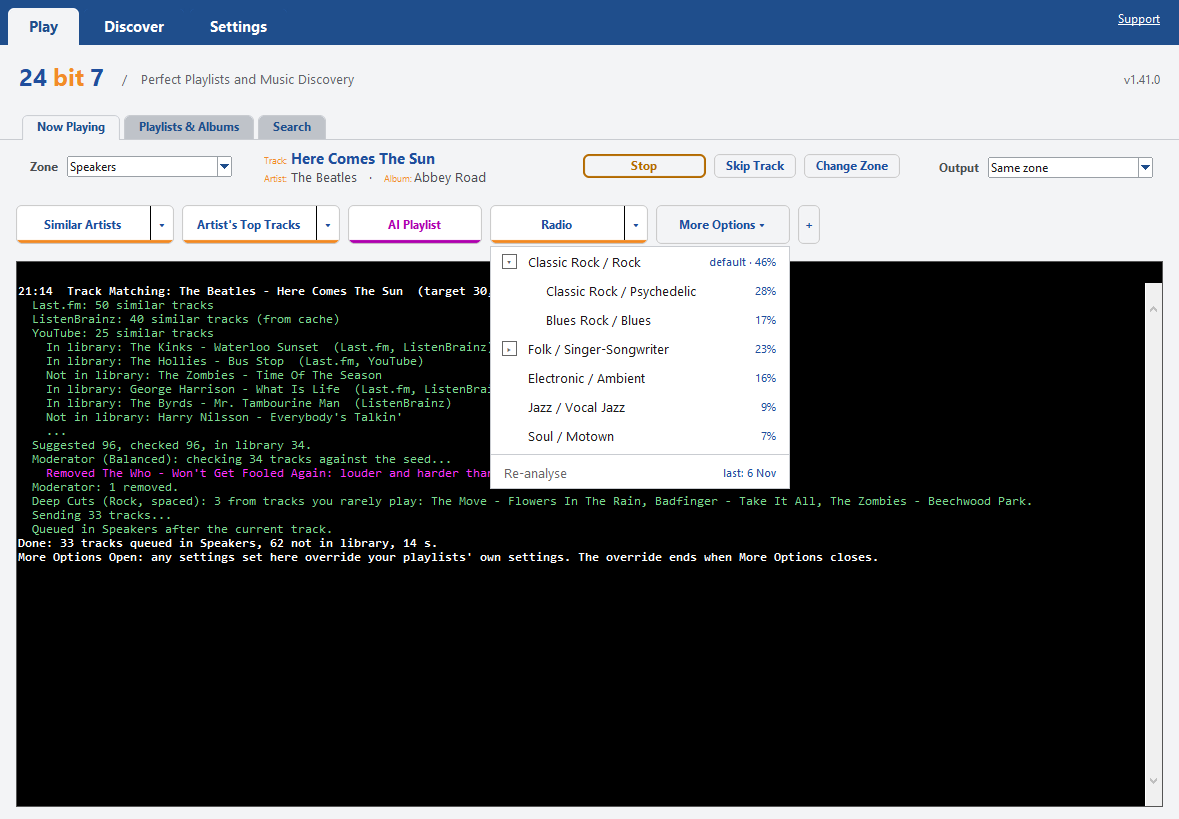 Play Discover Settings Support
24 bit 7 / Perfect Playlists and Music Discovery v1.41.0
Now Playing Playlists & Albums Search
Zone Speakers Track: Here Comes The Sun Stop Skip Track Change Zone Output Same zone
Artist: The Beatles · Album: Abbey Road
Similar Artists Artist's Top Tracks AI Playlist Radio More Options +
Classic Rock / Rock default · 46%
Classic Rock / Psychedelic 28%
Blues Rock / Blues 17%
Folk / Singer-Songwriter 23%
Electronic / Ambient 16%
Jazz / Vocal Jazz 9%
Soul / Motown 7%
Re-analyse last: 6 Nov
21:14 Track Matching: The Beatles - Here Comes The Sun (target 30,
Last.fm: 50 similar tracks
ListenBrainz: 40 similar tracks (from cache)
YouTube: 25 similar tracks
In library: The Kinks - Waterloo Sunset (Last.fm, ListenBrainz)
In library: The Hollies - Bus Stop (Last.fm, YouTube)
Not in library: The Zombies - Time Of The Season
In library: George Harrison - What Is Life (Last.fm, ListenBrai
In library: The Byrds - Mr. Tambourine Man (ListenBrainz)
Not in library: Harry Nilsson - Everybody's Talkin'
...
Suggested 96, checked 96, in library 34.
Moderator (Balanced): checking 34 tracks against the seed...
Removed The Who - Won't Get Fooled Again: louder and harder than
Moderator: 1 removed.
Deep Cuts (Rock, spaced): 3 from tracks you rarely play: The Move - Flowers In The Rain, Badfinger - Take It All, The Zombies - Beechwood Park.
Sending 33 tracks...
Queued in Speakers after the current track.
Done: 33 tracks queued in Speakers, 62 not in library, 14 s.
More Options Open: any settings set here override your playlists' own settings. The override ends when More Options closes.